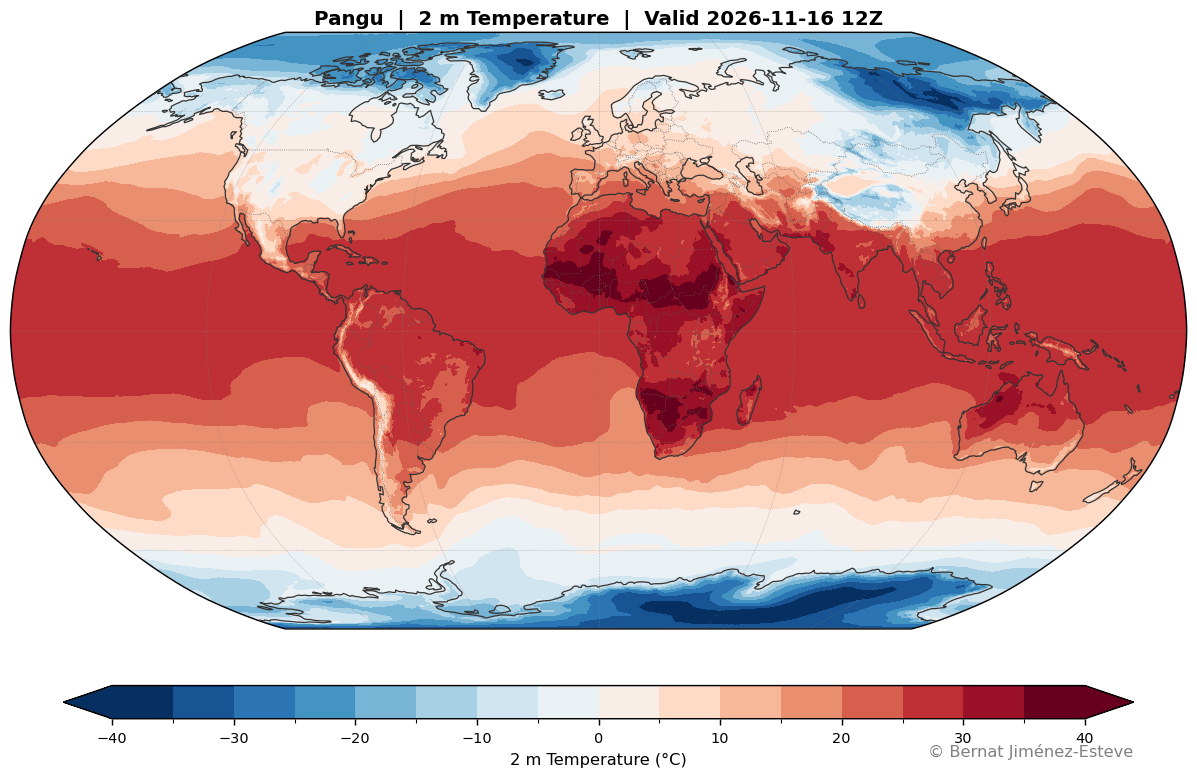 Pangu | 2 m Temperature | Valid 2026-11-16 12Z
−40 −30 −20 −10 0 10 20 30 40
2 m Temperature (°C)
© Bernat Jiménez-Esteve